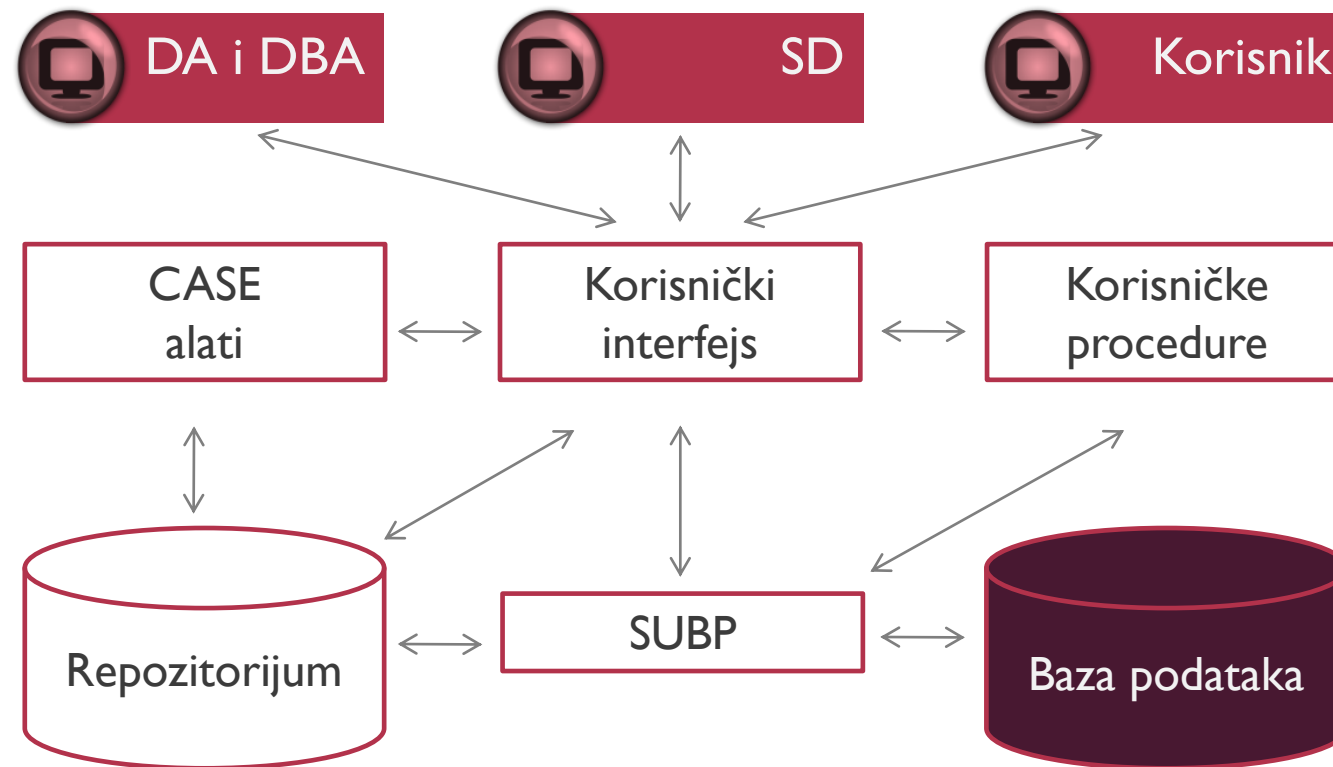 DA i DBA
SD
Korisnik
CASE
alati
Korisnički
interfejs
Korisničke
procedure
Repozitorijum
SUBP
Baza podataka